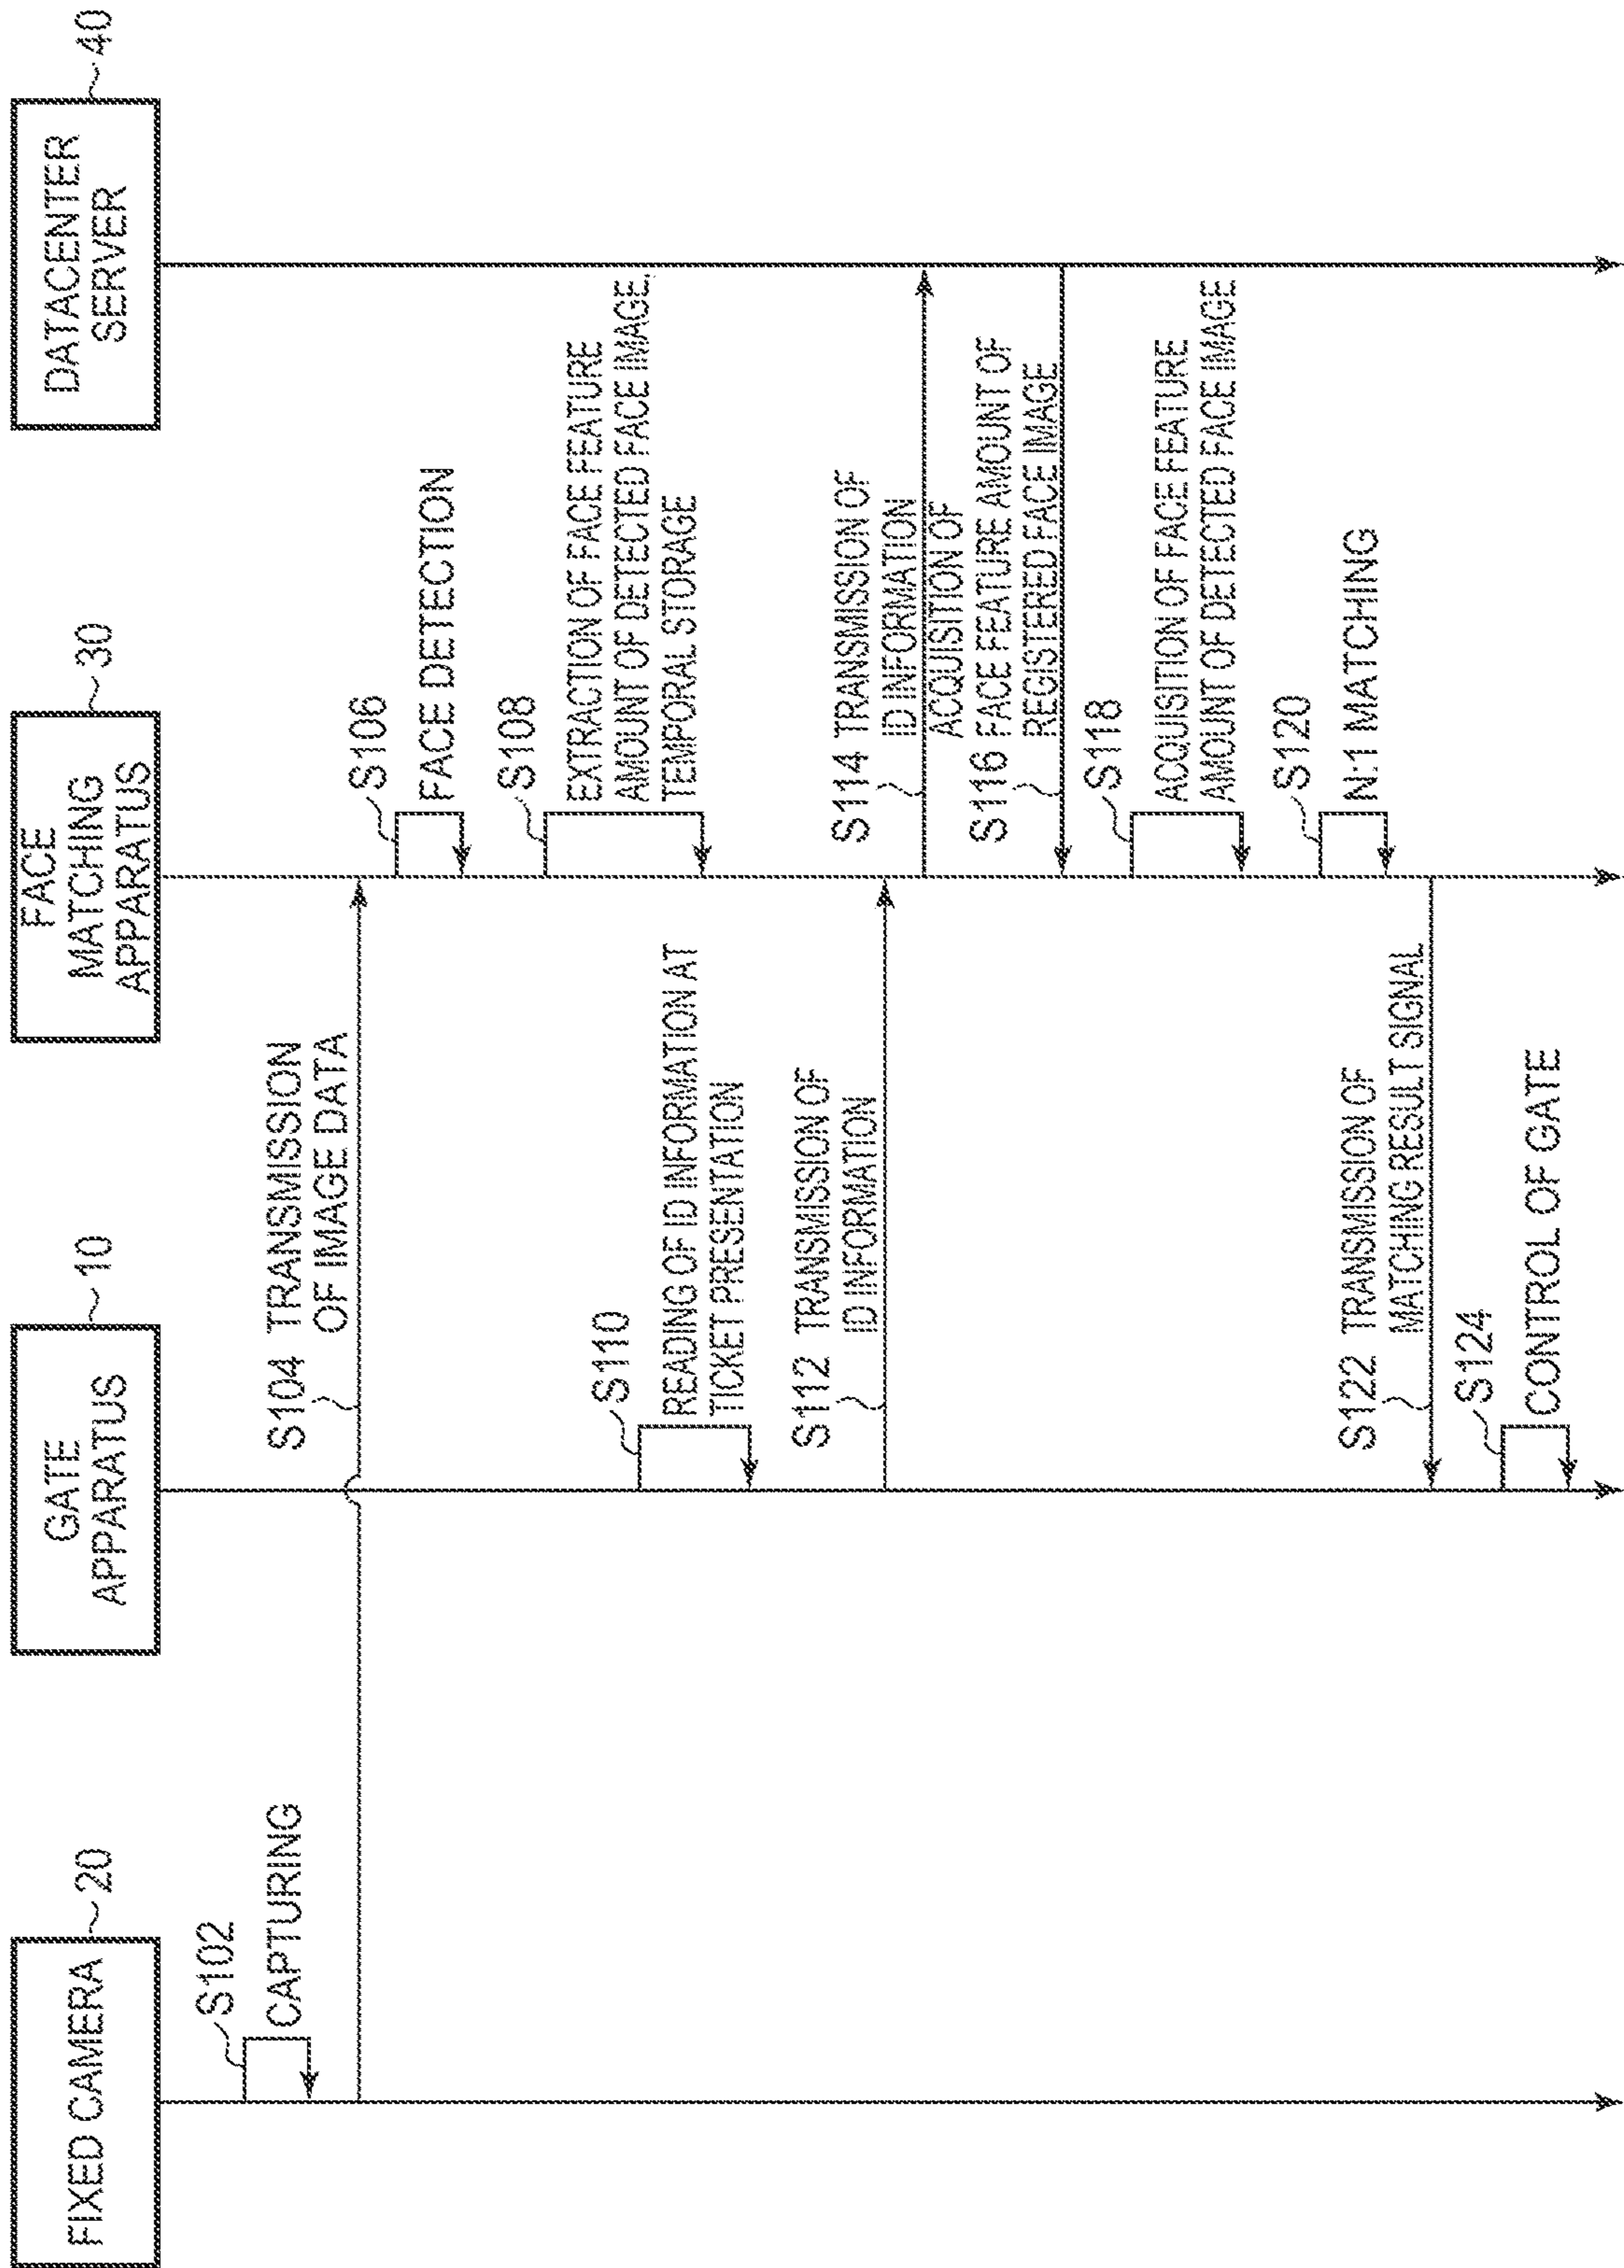 FIXED CAMERA
20
GATE
APPARATUS
10
FACE
MATCHING
APPARATUS
30
DATACENTER
SERVER
40
S102
CAPTURING
S104 TRANSMISSION
OF IMAGE DATA
S106
FACE DETECTION
S108
EXTRACTION OF FACE FEATURE
AMOUNT OF DETECTED FACE IMAGE,
TEMPORAL STORAGE
S110
READING OF ID INFORMATION AT
TICKET PRESENTATION
S112 TRANSMISSION OF
ID INFORMATION
S114 TRANSMISSION OF
ID INFORMATION
ACQUISITION OF
S116 FACE FEATURE AMOUNT OF
REGISTERED FACE IMAGE
S118
ACQUISITION OF FACE FEATURE
AMOUNT OF DETECTED FACE IMAGE
S120
N:1 MATCHING
S122 TRANSMISSION OF
MATCHING RESULT SIGNAL
S124
CONTROL OF GATE